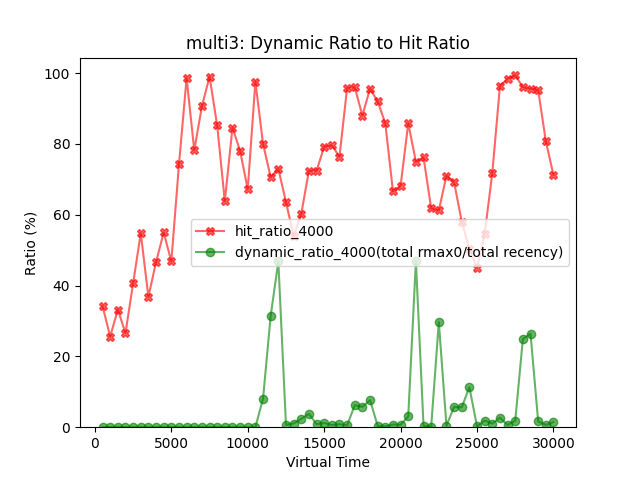 multi3: Dynamic Ratio to Hit Ratio
Ratio (%)
100
80
60
40
20
0
hit_ratio_4000
dynamic_ratio_4000(total rmax0/total recency)
0 5000 10000 15000 20000 25000 30000
Virtual Time